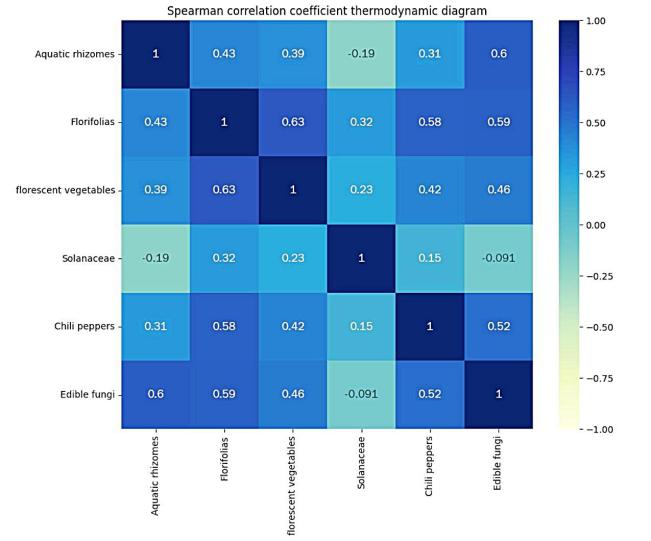 Spearman correlation coefficient thermodynamic diagram
Aquatic rhizomes 1 0.43 0.39 -0.19 0.31 0.6
Florifolias 0.43 1 0.63 0.32 0.58 0.59
florescent vegetables 0.39 0.63 1 0.23 0.42 0.46
Solanaceae -0.19 0.32 0.23 1 0.15 -0.091
Chili peppers 0.31 0.58 0.42 0.15 1 0.52
Edible fungi 0.6 0.59 0.46 -0.091 0.52 1
Aquatic rhizomes
Florifolias
florescent vegetables
Solanaceae
Chili peppers
Edible fungi
1.00
0.75
0.50
0.25
0.00
−0.25
−0.50
−0.75
−1.00